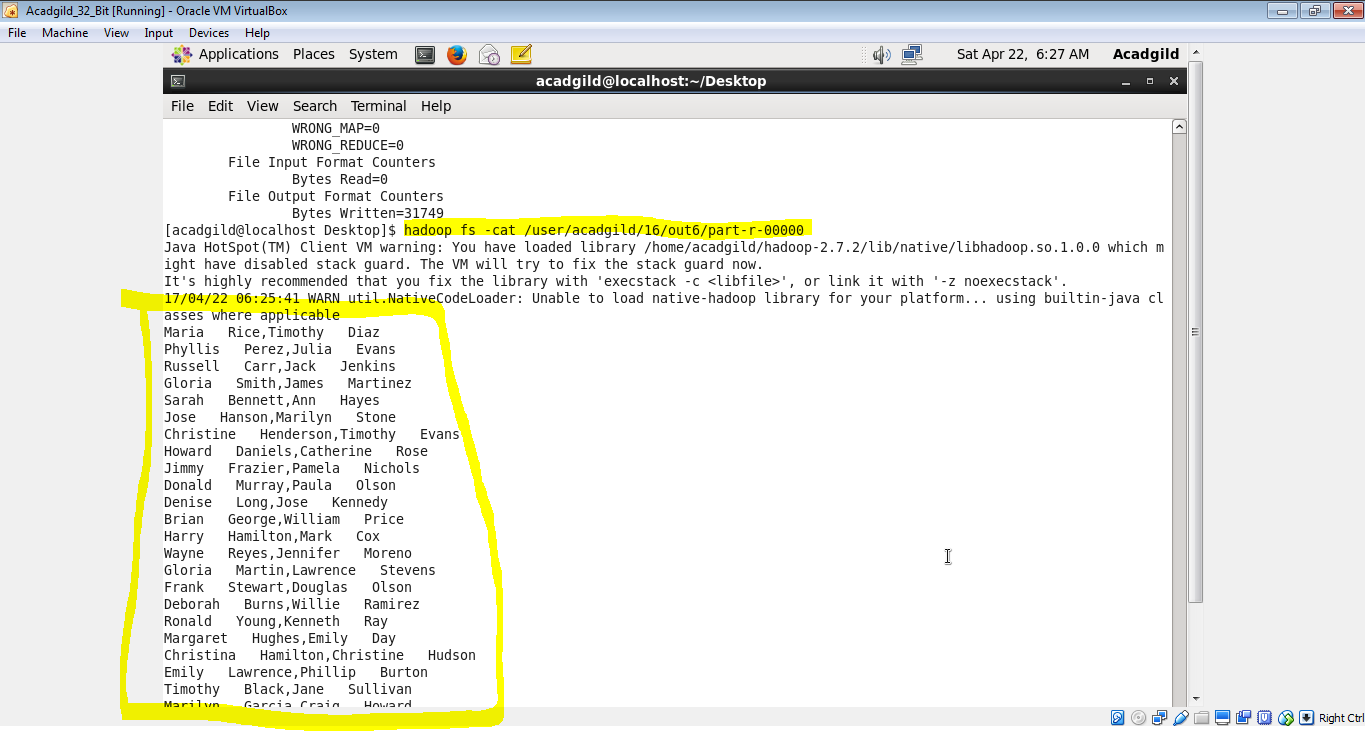 Acadgild_32_Bit [Running] - Oracle VM VirtualBox
File Machine View Input Devices Help
Applications Places System Sat Apr 22, 6:27 AM Acadgild
acadgild@localhost:~/Desktop
File Edit View Search Terminal Help
WRONG_MAP=0
WRONG_REDUCE=0
File Input Format Counters
Bytes Read=0
File Output Format Counters
Bytes Written=31749
[acadgild@localhost Desktop]$ hadoop fs -cat /user/acadgild/16/out6/part-r-00000
Java HotSpot(TM) Client VM warning: You have loaded library /home/acadgild/hadoop-2.7.2/lib/native/libhadoop.so.1.0.0 which m
ight have disabled stack guard. The VM will try to fix the stack guard now.
It's highly recommended that you fix the library with 'execstack -c <libfile>', or link it with '-z noexecstack'.
17/04/22 06:25:41 WARN util.NativeCodeLoader: Unable to load native-hadoop library for your platform... using builtin-java cl
asses where applicable
Maria Rice,Timothy Diaz
Phyllis Perez,Julia Evans
Russell Carr,Jack Jenkins
Gloria Smith,James Martinez
Sarah Bennett,Ann Hayes
Jose Hanson,Marilyn Stone
Christine Henderson,Timothy Evans
Howard Daniels,Catherine Rose
Jimmy Frazier,Pamela Nichols
Donald Murray,Paula Olson
Denise Long,Jose Kennedy
Brian George,William Price
Harry Hamilton,Mark Cox
Wayne Reyes,Jennifer Moreno
Gloria Martin,Lawrence Stevens
Frank Stewart,Douglas Olson
Deborah Burns,Willie Ramirez
Ronald Young,Kenneth Ray
Margaret Hughes,Emily Day
Christina Hamilton,Christine Hudson
Emily Lawrence,Phillip Burton
Timothy Black,Jane Sullivan
Marilyn Garcia,Craig Howard
Right Ctrl